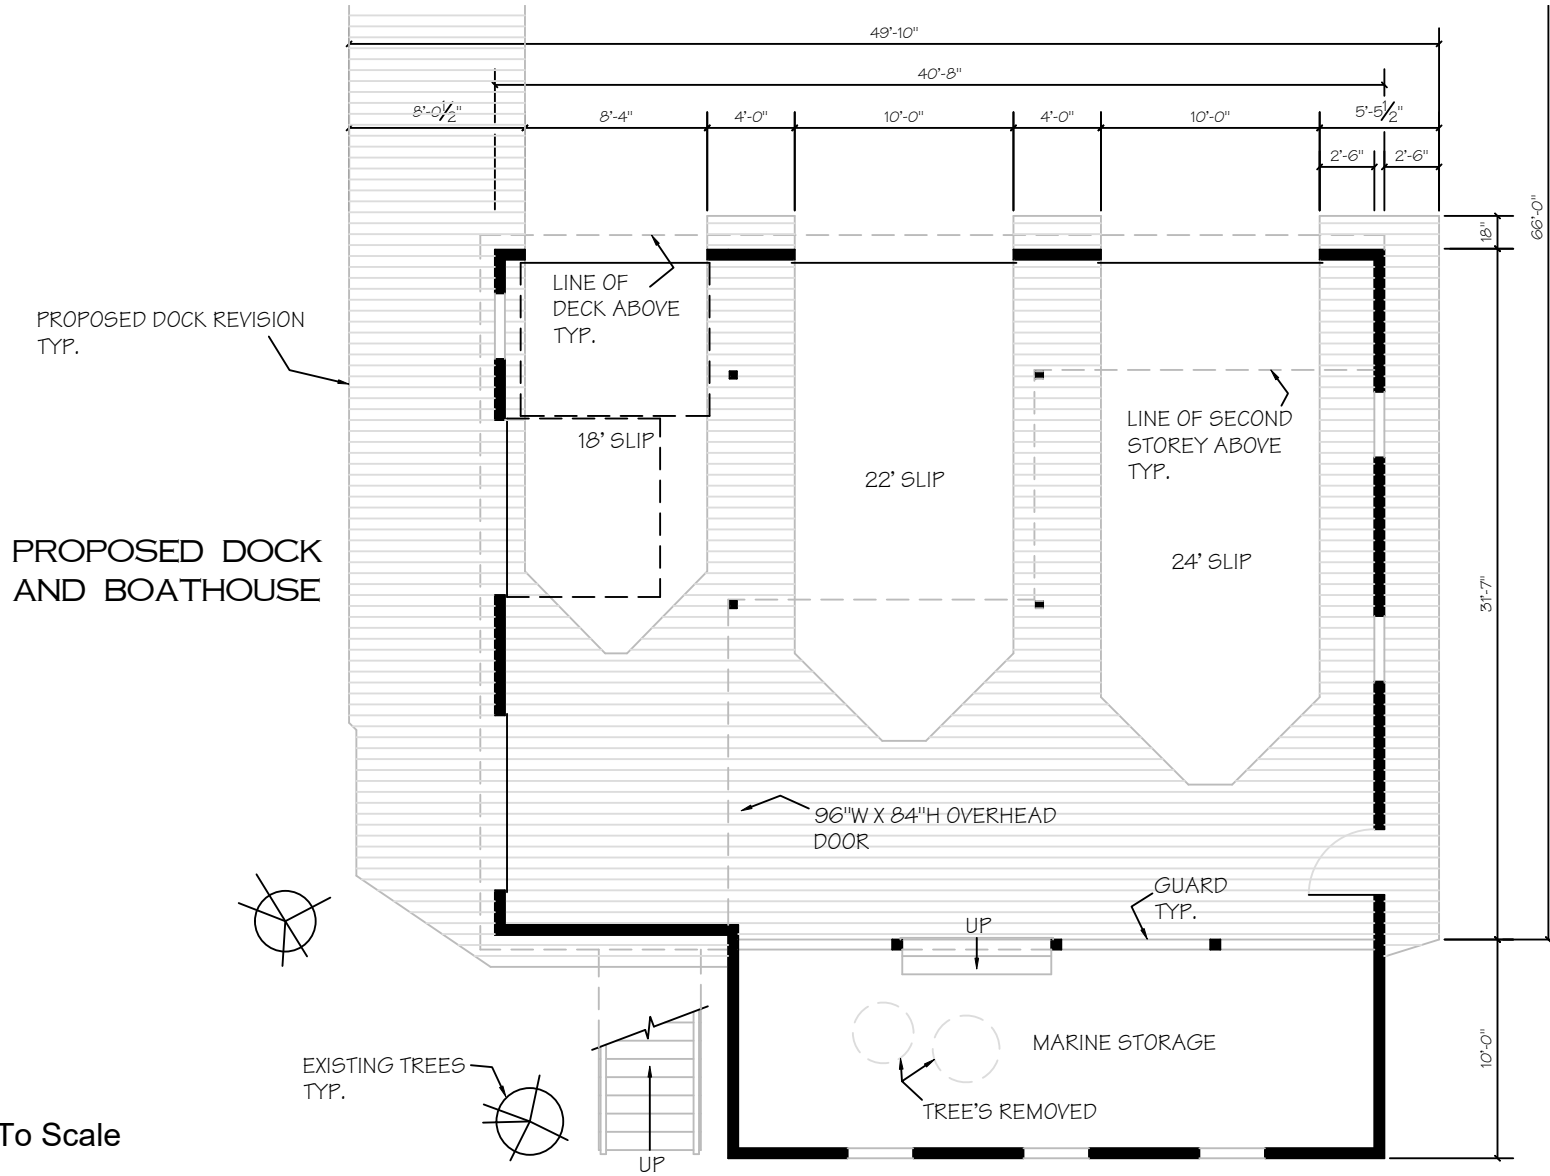 49'-10"
40'-8"
8'-0½"
8'-4"
4'-0"
10'-0"
4'-0"
10'-0"
5'-5½"
2'-6"
2'-6"
18"
66'-0"
LINE OF
DECK ABOVE
TYP.
PROPOSED DOCK REVISION
TYP.
18' SLIP
22' SLIP
LINE OF SECOND
STOREY ABOVE
TYP.
24' SLIP
PROPOSED DOCK
AND BOATHOUSE
31'-7"
96"W X 84"H OVERHEAD
DOOR
GUARD
TYP.
UP
MARINE STORAGE
10'-0"
EXISTING TREES
TYP.
TREE'S REMOVED
To Scale
UP